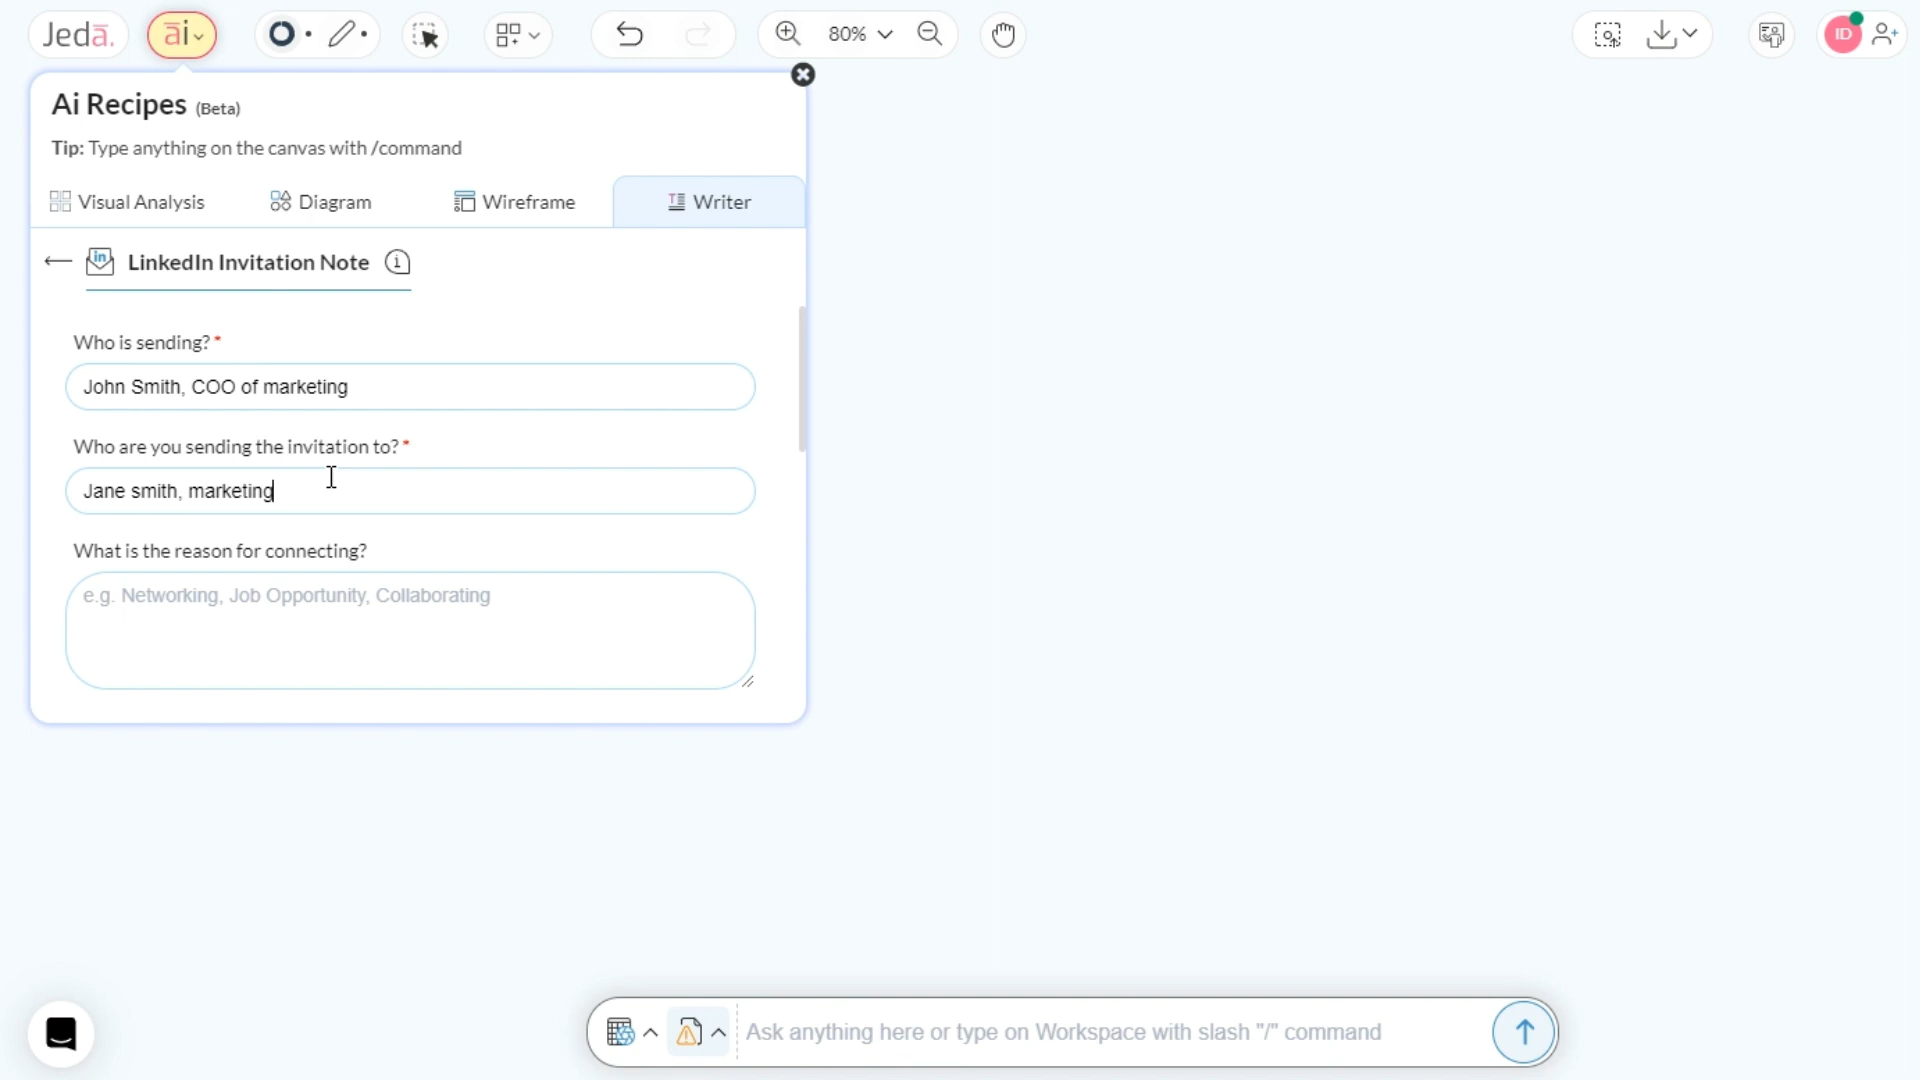 Jedā.
āi
80%
ID
Ai Recipes (Beta)
Tip: Type anything on the canvas with /command
Visual Analysis
Diagram
Wireframe
Writer
in
LinkedIn Invitation Note
Who is sending? *
John Smith, COO of marketing
Who are you sending the invitation to? *
Jane smith, marketing
What is the reason for connecting?
e.g. Networking, Job Opportunity, Collaborating
Ask anything here or type on Workspace with slash "/" command